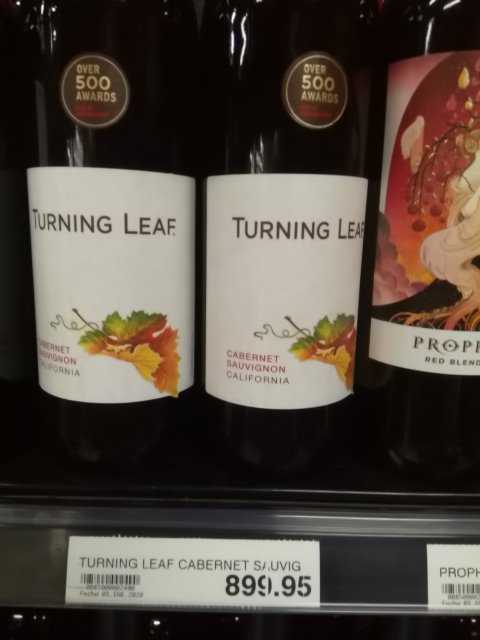 OVER
500
AWARDS
OVER
500
AWARDS
TURNING LEAF
TURNING LEAF
CABERNET
SAUVIGNON
CALIFORNIA
CABERNET
SAUVIGNON
CALIFORNIA
PROPH
RED BLEND
TURNING LEAF CABERNET SAUVIG
899.95
PROPH